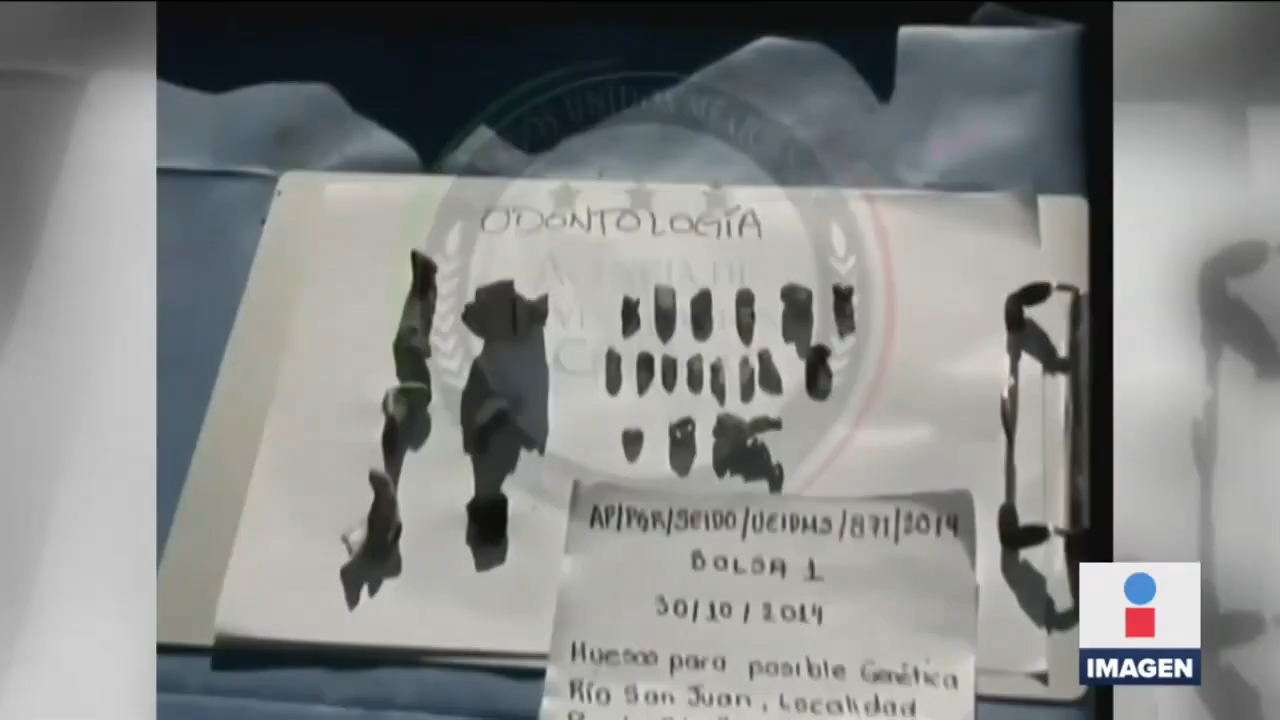 ODONTOLOGÍA
AP/PGR/SEIDO/UEIDMS/871/2014
BOLSA 1
30/10/2014
Huesos para posible Genética
Río San Juan, Localidad
IMAGEN